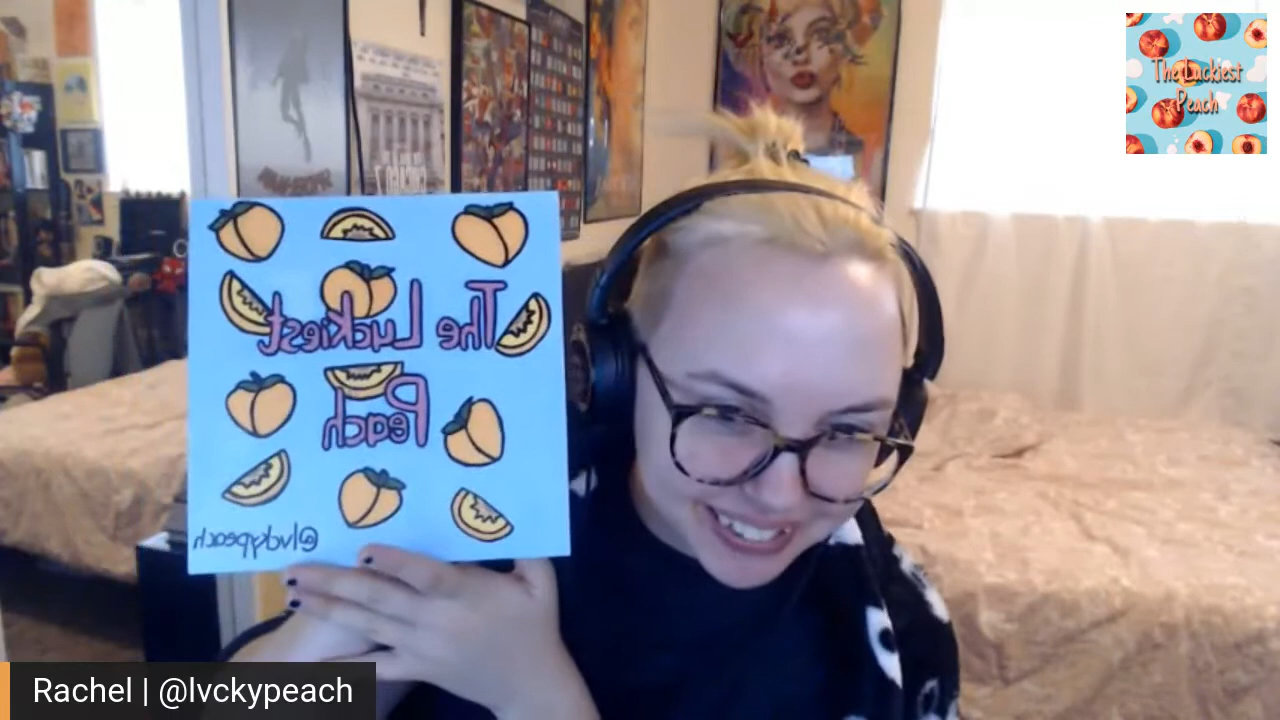 The Luckiest
Peach
The Luckiest
Peach
@lvckypeach
Rachel | @lvckypeach